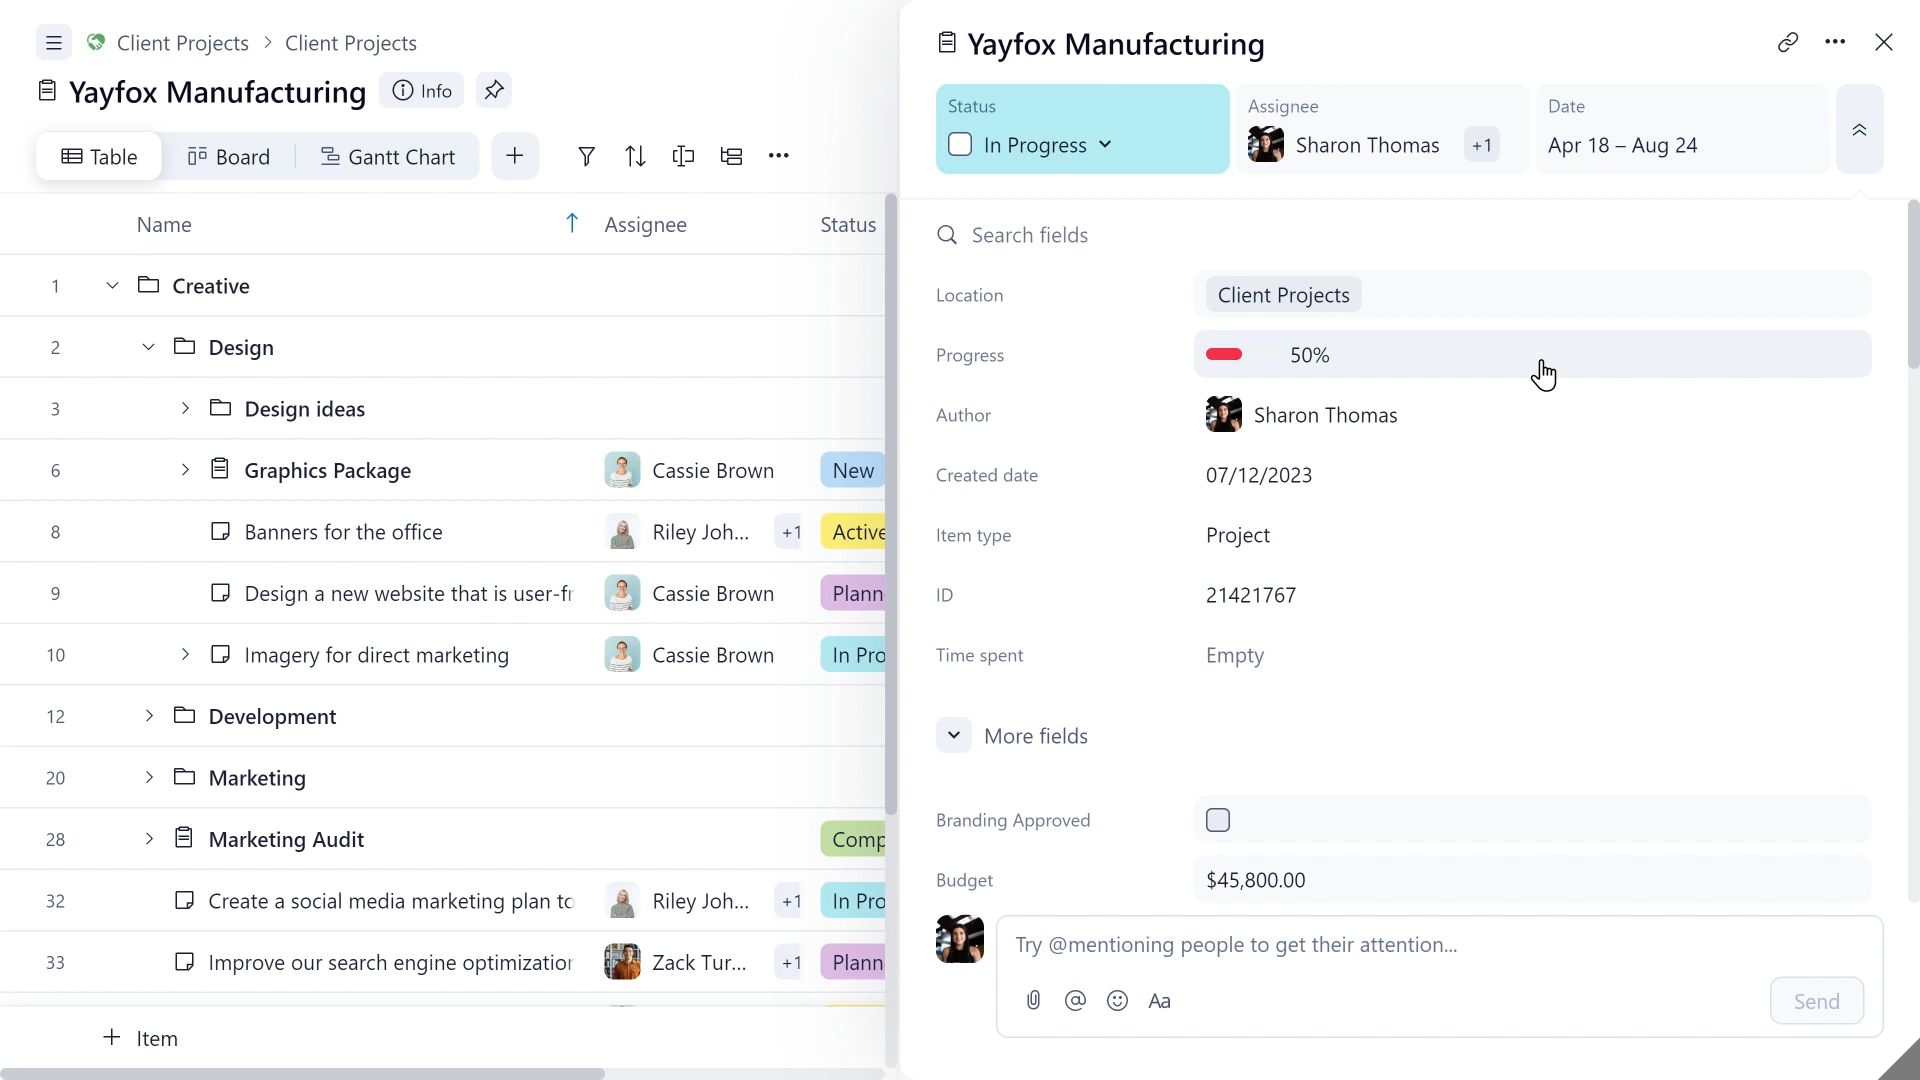 Client Projects > Client Projects
Yayfox Manufacturing
Info
Table
Board
Gantt Chart
Name
Assignee
Status
1 Creative
2 Design
3 Design ideas
6 Graphics Package Cassie Brown New
8 Banners for the office Riley Joh... +1 Active
9 Design a new website that is user-fr Cassie Brown Plann
10 Imagery for direct marketing Cassie Brown In Pro
12 Development
20 Marketing
28 Marketing Audit Comp
32 Create a social media marketing plan to Riley Joh... +1 In Pro
33 Improve our search engine optimization Zack Tur... +1 Plann
+ Item
Yayfox Manufacturing
Status
In Progress
Assignee
Sharon Thomas +1
Date
Apr 18 – Aug 24
Search fields
Location Client Projects
Progress 50%
Author Sharon Thomas
Created date 07/12/2023
Item type Project
ID 21421767
Time spent Empty
More fields
Branding Approved
Budget $45,800.00
Try @mentioning people to get their attention...
Aa
Send